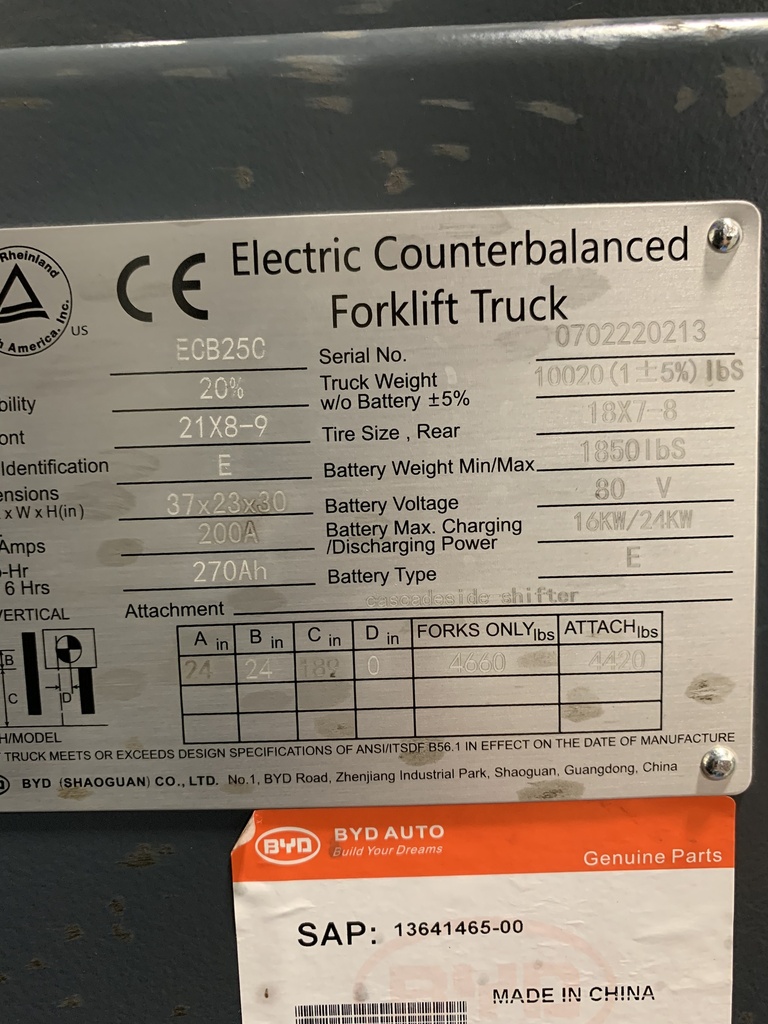 Rheinland
America, Inc.
US
CE
Electric Counterbalanced
Forklift Truck
ECB25C
Serial No.
0702220213
bility
20%
Truck Weight
w/o Battery ±5%
10020(1±5%) lbS
ont
21X8-9
Tire Size , Rear
18X7-8
Identification
E
Battery Weight Min/Max
1850lbS
ensions
x W x H(in)
37x23x30
Battery Voltage
80 V
Amps
200A
Battery Max. Charging
/Discharging Power
16KW/24KW
-Hr
6 Hrs
270Ah
Battery Type
E
VERTICAL
Attachment
cascadeside shifter
A in B in C in D in FORKS ONLY lbs ATTACH lbs
24 24 189 0 4660 4420
B
C
D
H/MODEL
TRUCK MEETS OR EXCEEDS DESIGN SPECIFICATIONS OF ANSI/ITSDF B56.1 IN EFFECT ON THE DATE OF MANUFACTURE
BYD (SHAOGUAN) CO., LTD. No.1, BYD Road, Zhenjiang Industrial Park, Shaoguan, Guangdong, China
BYD
BYD AUTO
Build Your Dreams
Genuine Parts
SAP: 13641465-00
BYD
MADE IN CHINA